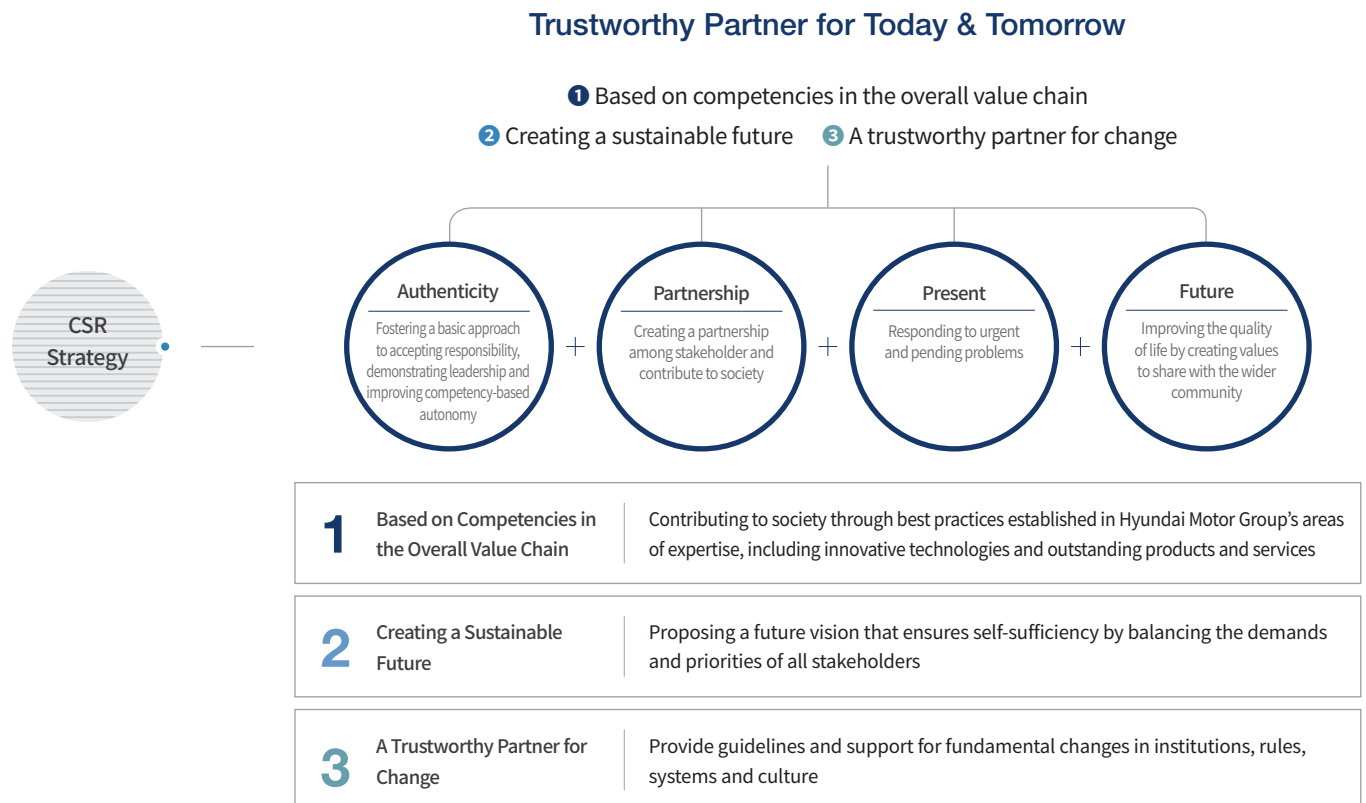 Trustworthy Partner for Today & Tomorrow
1 Based on competencies in the overall value chain
2 Creating a sustainable future 3 A trustworthy partner for change
CSR
Strategy
Authenticity
Fostering a basic approach
to accepting responsibility,
demonstrating leadership and
improving competency-based
autonomy
+
Partnership
Creating a partnership
among stakeholder and
contribute to society
+
Present
Responding to urgent
and pending problems
+
Future
Improving the quality
of life by creating values
to share with the wider
community
1
Based on Competencies in
the Overall Value Chain
Contributing to society through best practices established in Hyundai Motor Group's areas
of expertise, including innovative technologies and outstanding products and services
2
Creating a Sustainable
Future
Proposing a future vision that ensures self-sufficiency by balancing the demands
and priorities of all stakeholders
3
A Trustworthy Partner for
Change
Provide guidelines and support for fundamental changes in institutions, rules,
systems and culture